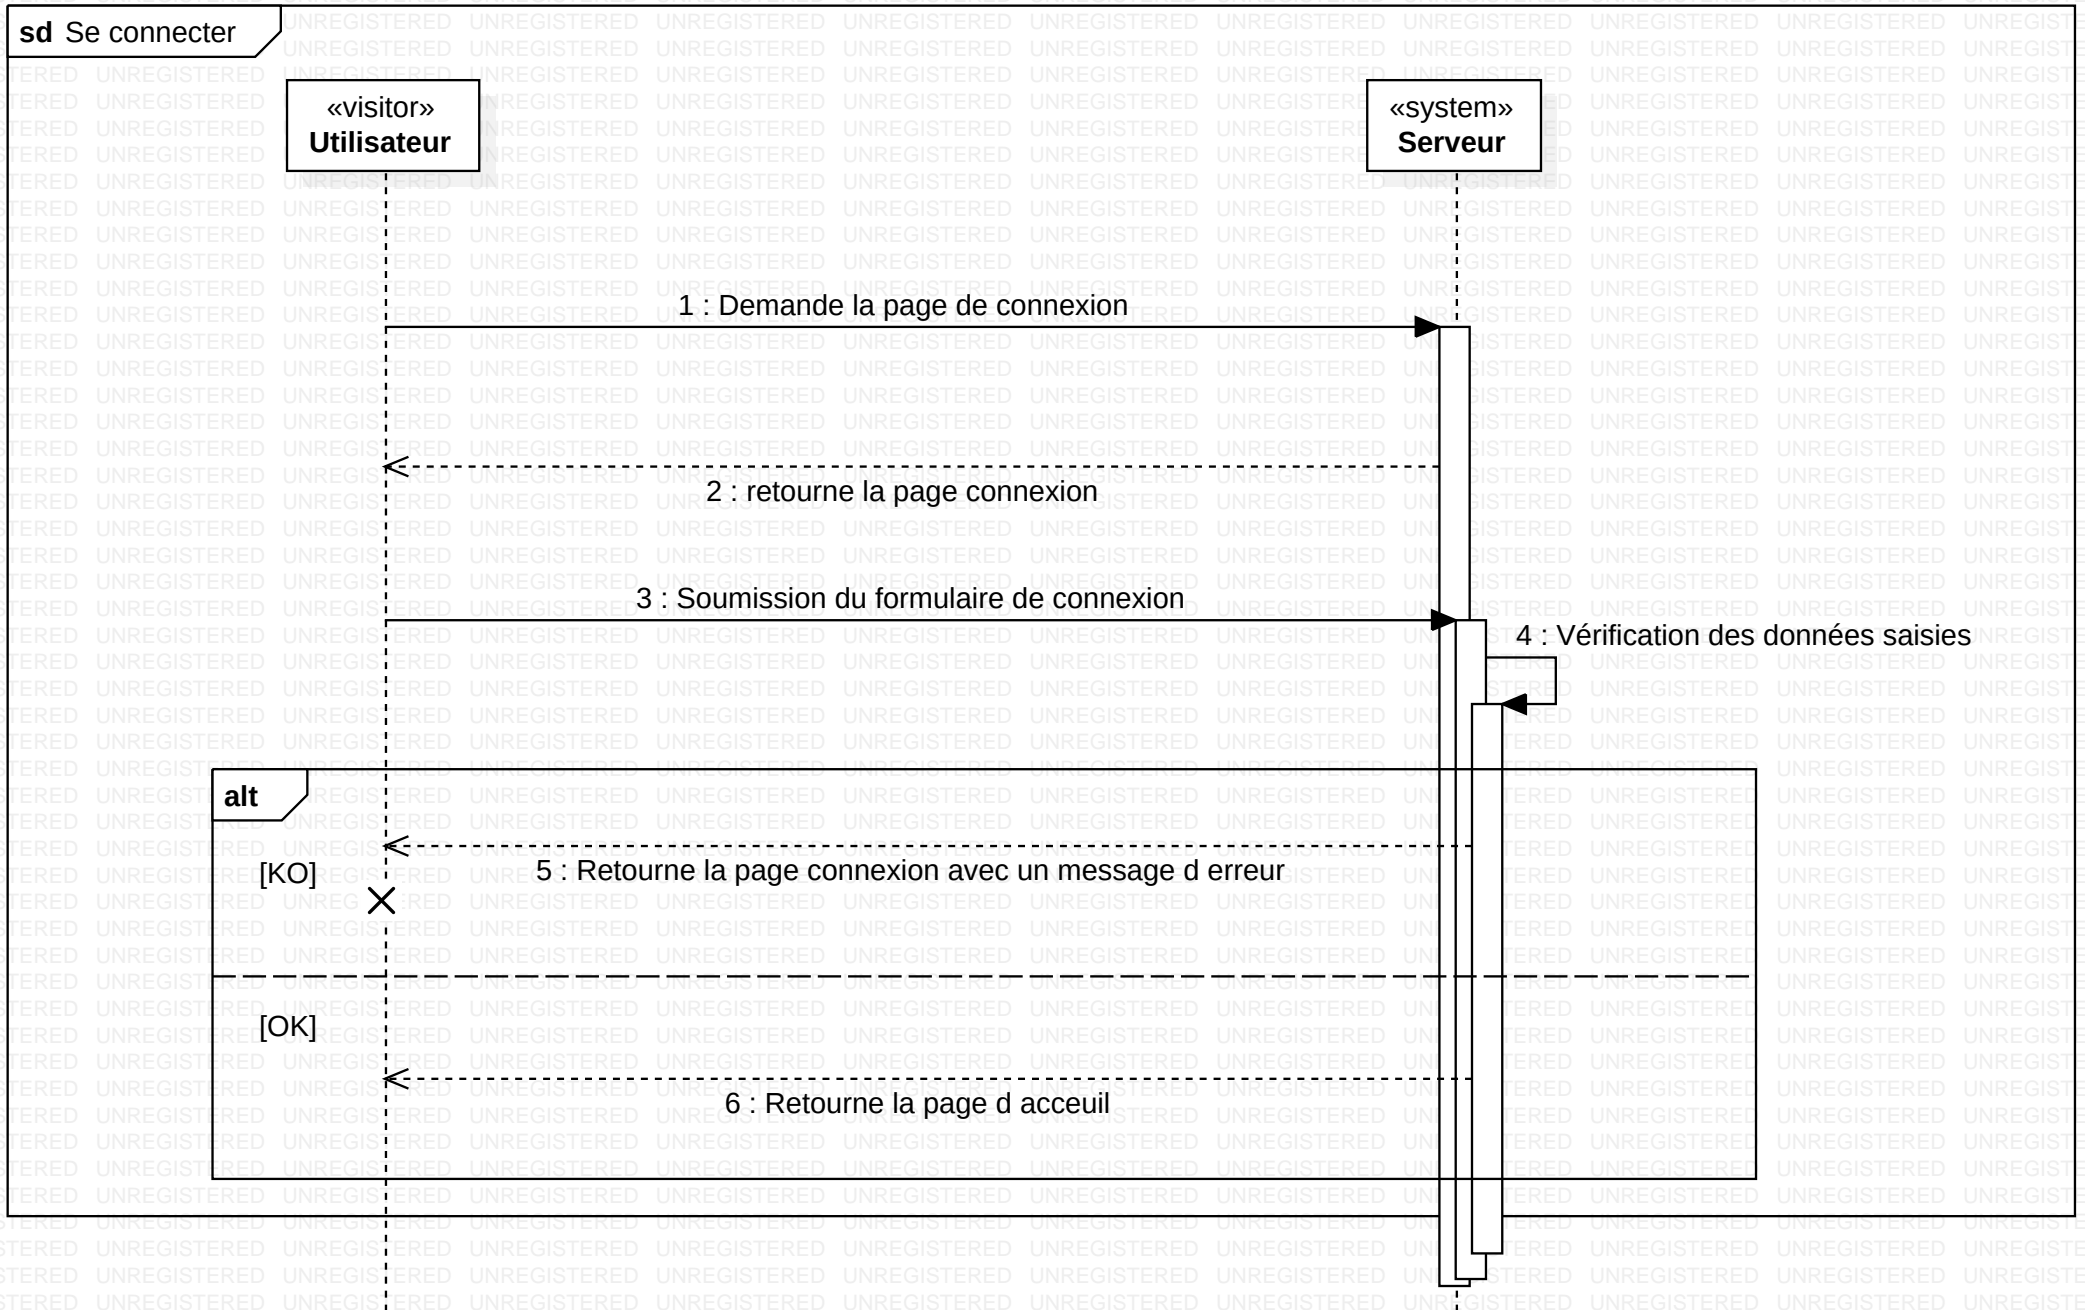 sd Se connecter
«visitor»
Utilisateur
«system»
Serveur
1 : Demande la page de connexion
2 : retourne la page connexion
3 : Soumission du formulaire de connexion
4 : Vérification des données saisies
alt
[KO]
5 : Retourne la page connexion avec un message d erreur
[OK]
6 : Retourne la page d acceuil
UNREGISTERED